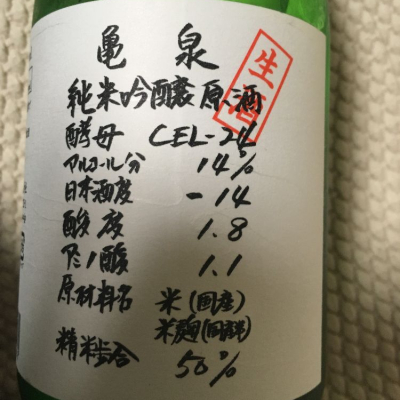 亀泉
生酒
純米吟醸原酒
酵母 CEL-24
アルコール分 14%
日本酒度 -14
酸度 1.8
アミノ酸 1.1
原材料名 米(国産)
米麹(国産)
精米歩合 50%